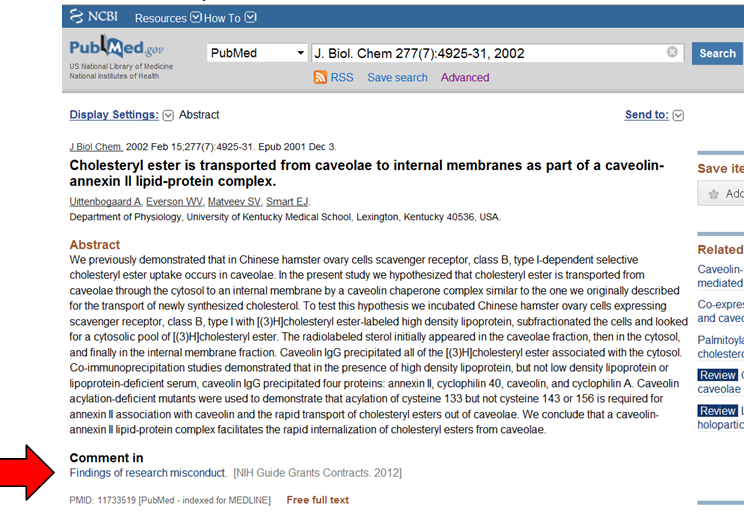 NCBI Resources How To
PubMed.gov
US National Library of Medicine
National Institutes of Health
PubMed
J. Biol. Chem 277(7):4925-31, 2002
Search
RSS Save search Advanced
Display Settings: Abstract
Send to:
J Biol Chem. 2002 Feb 15;277(7):4925-31. Epub 2001 Dec 3.
Cholesteryl ester is transported from caveolae to internal membranes as part of a caveolin-
annexin II lipid-protein complex.
Uittenbogaard A, Everson WV, Matveev SV, Smart EJ.
Department of Physiology, University of Kentucky Medical School, Lexington, Kentucky 40536, USA.
Abstract
We previously demonstrated that in Chinese hamster ovary cells scavenger receptor, class B, type I-dependent selective
cholesteryl ester uptake occurs in caveolae. In the present study we hypothesized that cholesteryl ester is transported from
caveolae through the cytosol to an internal membrane by a caveolin chaperone complex similar to the one we originally described
for the transport of newly synthesized cholesterol. To test this hypothesis we incubated Chinese hamster ovary cells expressing
scavenger receptor, class B, type I with [(3)H]cholesteryl ester-labeled high density lipoprotein, subfractionated the cells and looked
for a cytosolic pool of [(3)H]cholesteryl ester. The radiolabeled sterol initially appeared in the caveolae fraction, then in the cytosol,
and finally in the internal membrane fraction. Caveolin IgG precipitated all of the [(3)H]cholesteryl ester associated with the cytosol.
Co-immunoprecipitation studies demonstrated that in the presence of high density lipoprotein, but not low density lipoprotein or
lipoprotein-deficient serum, caveolin IgG precipitated four proteins: annexin II, cyclophilin 40, caveolin, and cyclophilin A. Caveolin
acylation-deficient mutants were used to demonstrate that acylation of cysteine 133 but not cysteine 143 or 156 is required for
annexin II association with caveolin and the rapid transport of cholesteryl esters out of caveolae. We conclude that a caveolin-
annexin II lipid-protein complex facilitates the rapid internalization of cholesteryl esters from caveolae.
Comment in
Findings of research misconduct. [NIH Guide Grants Contracts. 2012]
PMID: 11733519 [PubMed - indexed for MEDLINE] Free full text
Save ite
Add
Related
Caveolin-
mediated
Co-expres
and caveo
Palmitoyla
cholestero
Review
caveolae
Review L
holopartic